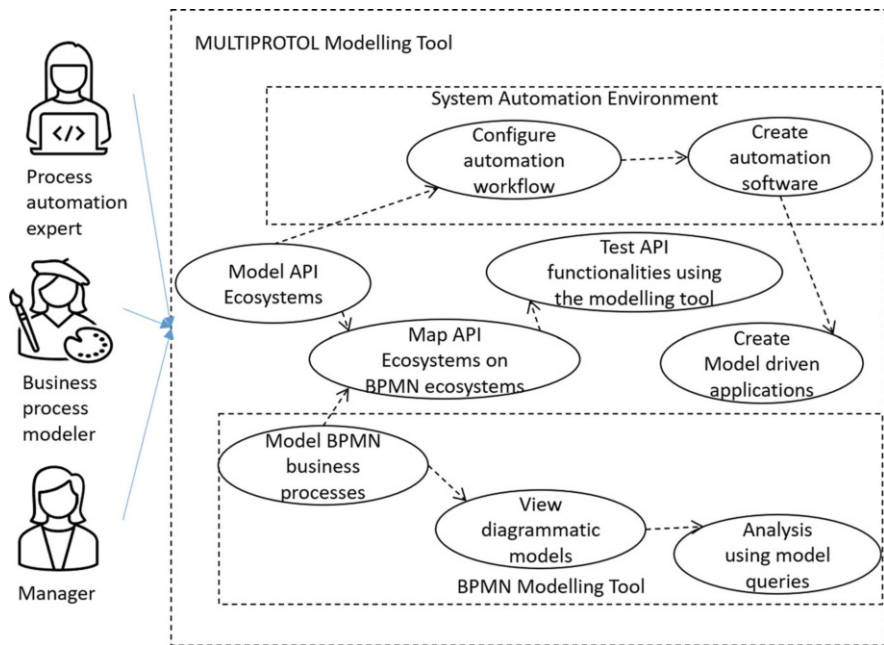 MULTIPROTOL Modelling Tool
System Automation Environment
Configure
automation
workflow
Create
automation
software
</>
Process
automation
expert
Model API
Ecosystems
Test API
functionalities using
the modelling tool
Map API
Ecosystems on
BPMN ecosystems
Create
Model driven
applications
Business
process
modeler
Model BPMN
business
processes
View
diagrammatic
models
Analysis
using model
queries
BPMN Modelling Tool
Manager